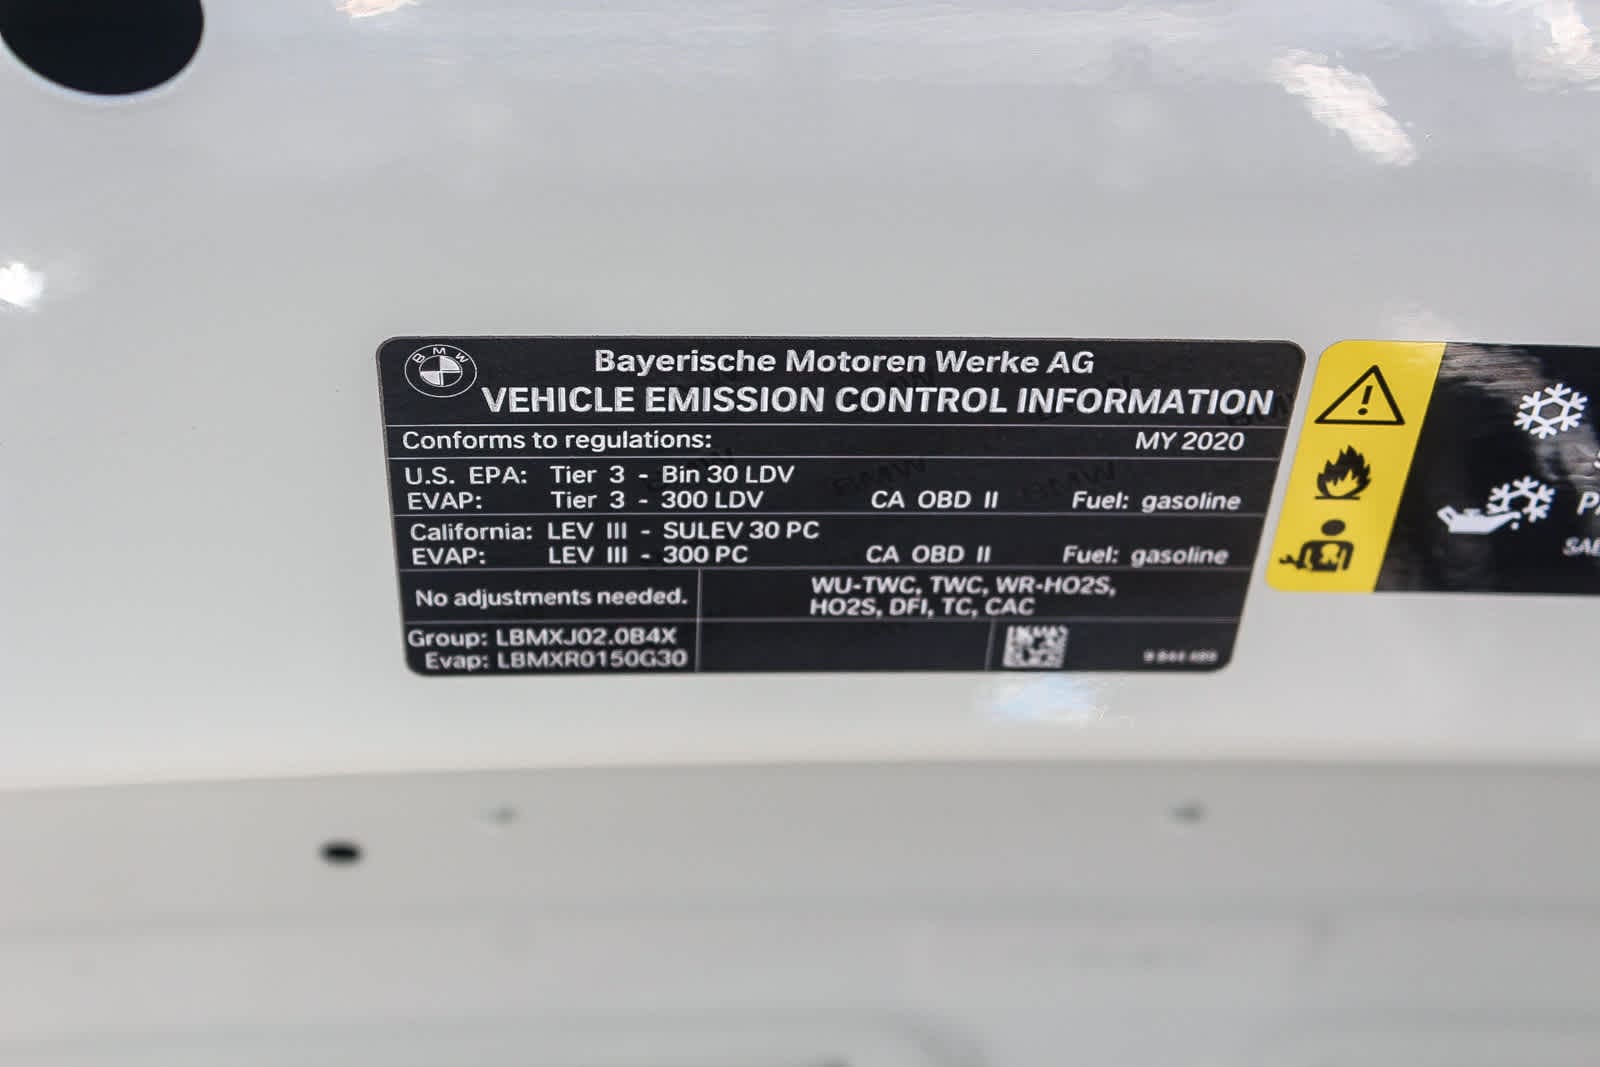 BMW
Bayerische Motoren Werke AG
VEHICLE EMISSION CONTROL INFORMATION
Conforms to regulations: MY 2020
U.S. EPA: Tier 3 - Bin 30 LDV
EVAP: Tier 3 - 300 LDV CA OBD II Fuel: gasoline
California: LEV III - SULEV 30 PC
EVAP: LEV III - 300 PC CA OBD II Fuel: gasoline
No adjustments needed.
WU-TWC, TWC, WR-HO2S,
HO2S, DFI, TC, CAC
Group: LBMXJ02.0B4X
Evap: LBMXR0150G30